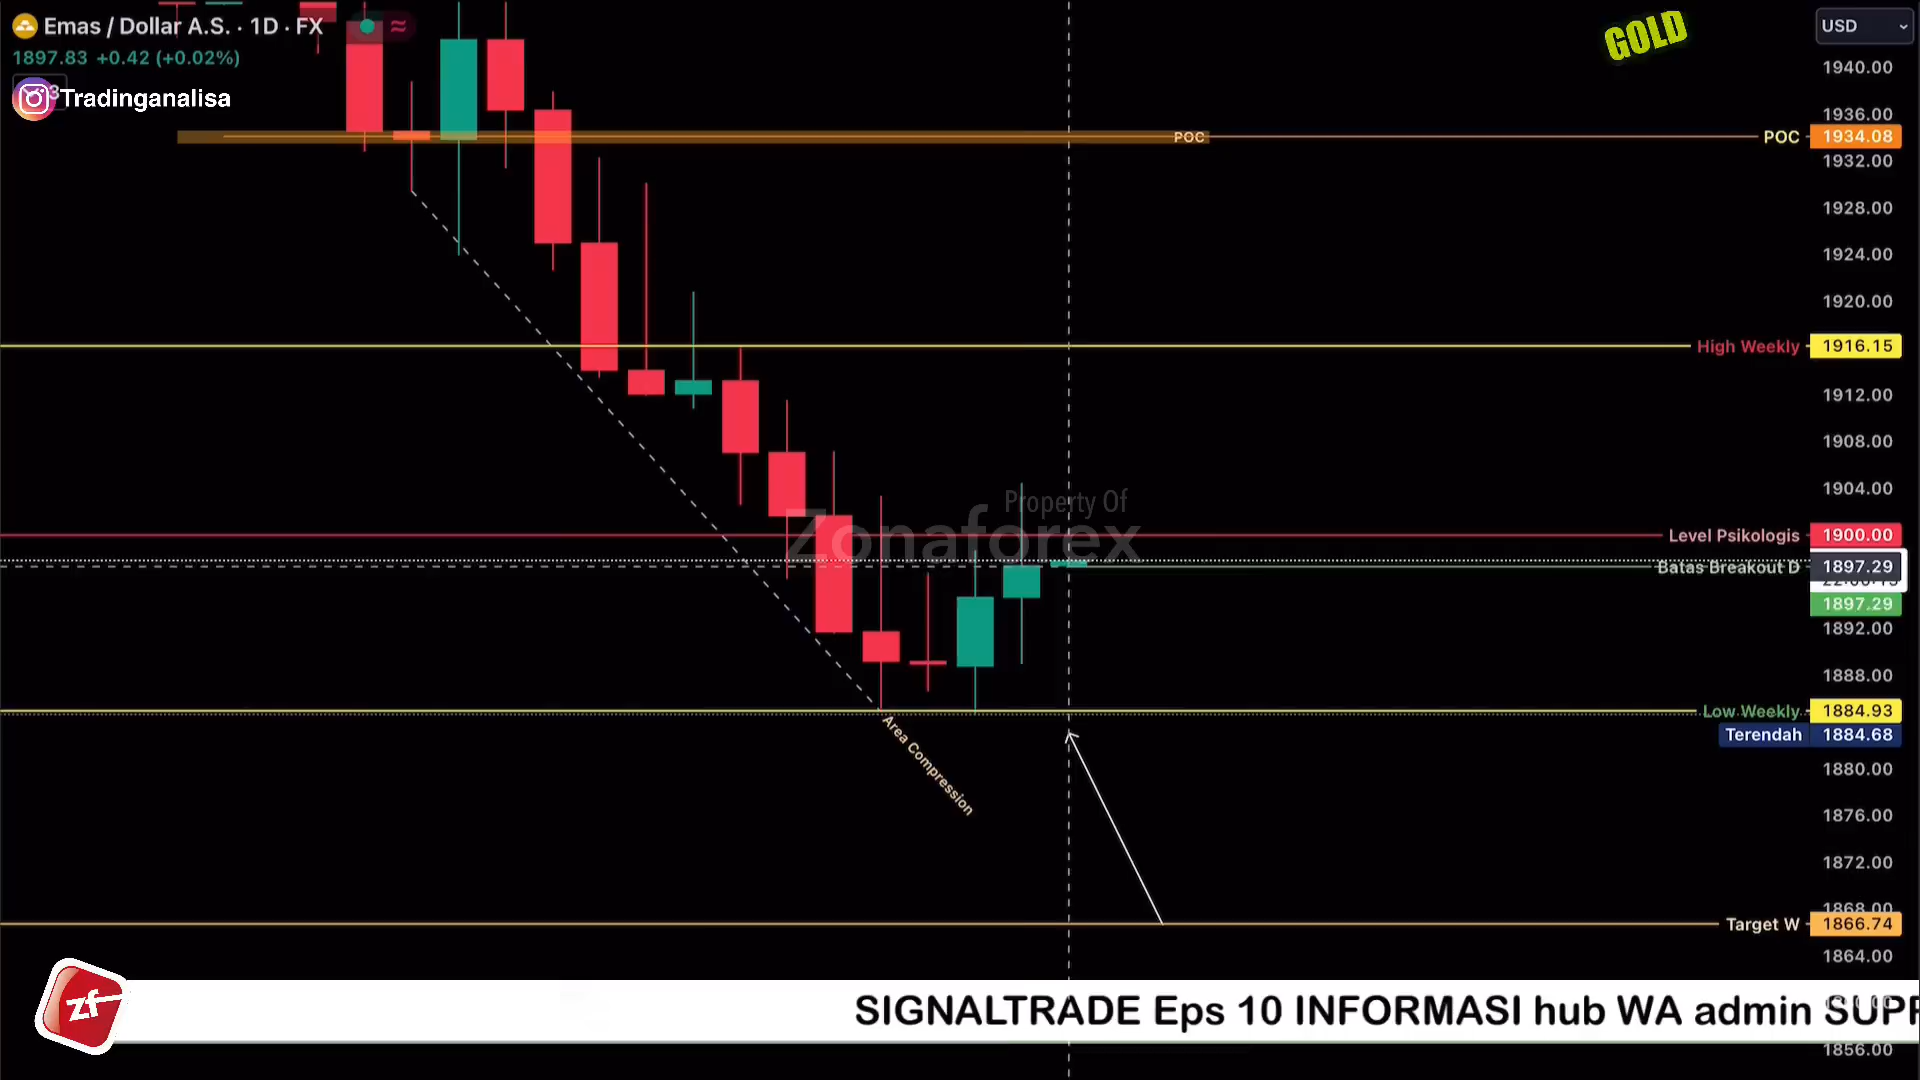 Emas / Dollar A.S. · 1D · FX
1897.83 +0.42 (+0.02%)
Tradinganalisa
GOLD
USD
1940.00
1936.00
POC
POC
1934.08
1932.00
1928.00
1924.00
1920.00
High Weekly
1916.15
1912.00
1908.00
1904.00
Property Of
Zonaforex
Level Psikologis
1900.00
Batas Breakout D
1897.29
1897.29
1892.00
1888.00
Low Weekly
1884.93
Terendah
1884.68
Area Compression
1880.00
1876.00
1872.00
1868.00
Target W
1866.74
1864.00
zf
SIGNALTRADE Eps 10 INFORMASI hub WA admin
1856.00